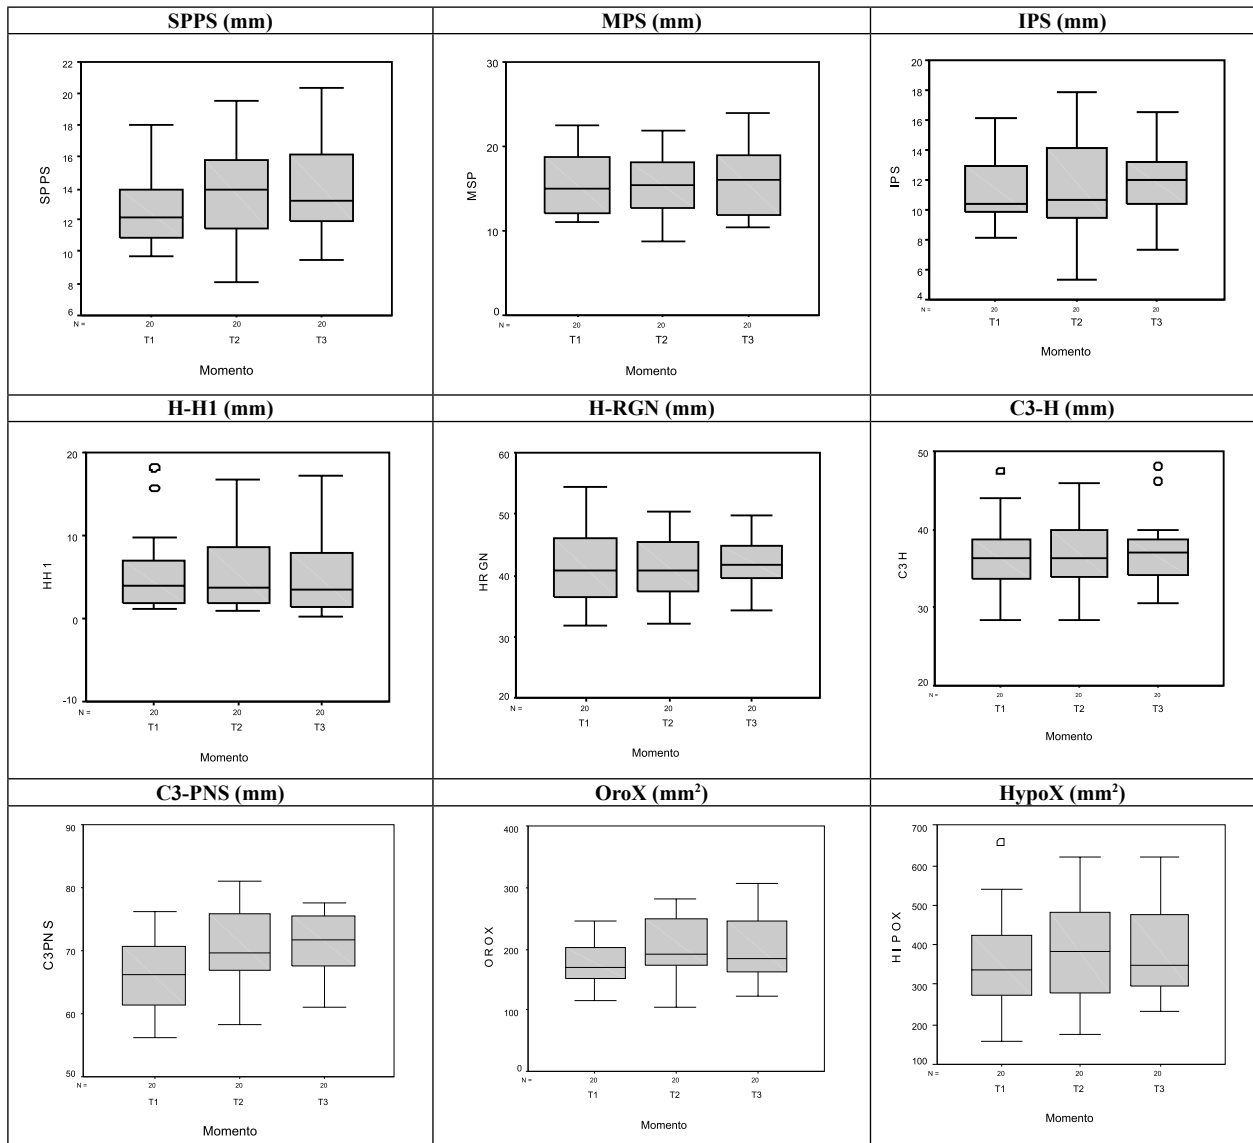 SPPS (mm) MPS (mm) IPS (mm)
SPPS
22
20
18
16
14
12
10
8
6
N = 20 20 20
T1 T2 T3
Momento
MSP
30
20
10
0
N = 20 20 20
T1 T2 T3
Momento
IPS
20
18
16
14
12
10
8
6
4
N = 20 20 20
T1 T2 T3
Momento
H-H1 (mm) H-RGN (mm) C3-H (mm)
HH1
20
10
0
-10
N = 20 20 20
T1 T2 T3
Momento
HRGN
60
50
40
30
20
N = 20 20 20
T1 T2 T3
Momento
C3H
50
40
30
20
N = 20 20 20
T1 T2 T3
Momento
C3-PNS (mm) OroX (mm²) HypoX (mm²)
C3PNS
90
80
70
60
50
N = 20 20 20
T1 T2 T3
Momento
OROX
400
300
200
100
0
N = 20 20 20
T1 T2 T3
Momento
HIPOX
700
600
500
400
300
200
100
N = 20 20 20
T1 T2 T3
Momento